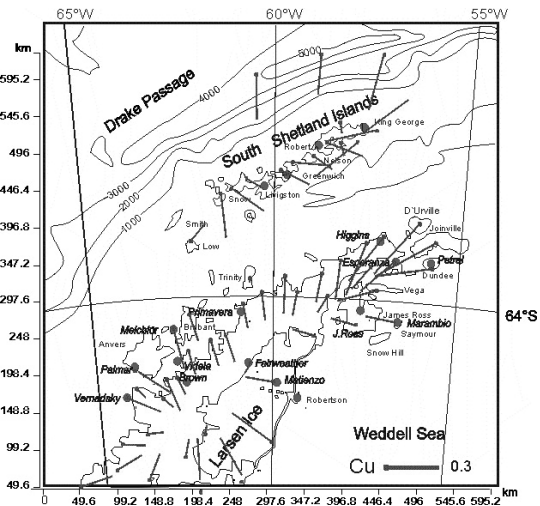 65°W 60°W 55°W
km
595.2
545.6
496
446.4
396.8
347.2
297.6
248
198.4
148.8
99.2
49.6
Drake Passage
5000
4000
3000
2000
1000
South Shetland Islands
King George
Robert
Nelson
Greenwich
Livigston
Snow
Smith
Low
D'Urville
Joinville
Higgins
Esperanza
Petrel
Dundee
Trinity
Vega
64°S
Primavera
James Ross
Melchior
Brabant
Marambio
J.Ross
Seymour
Anvers
Snow Hill
Palmar
Videla
Brown
Fairweather
Matienzo
Vernadsky
Robertson
Larsen Ice
Weddell Sea
Cu 0.3
km
0 49.6 99.2 148.8 198.4 248 297.6 347.2 396.8 446.4 496 545.6 595.2